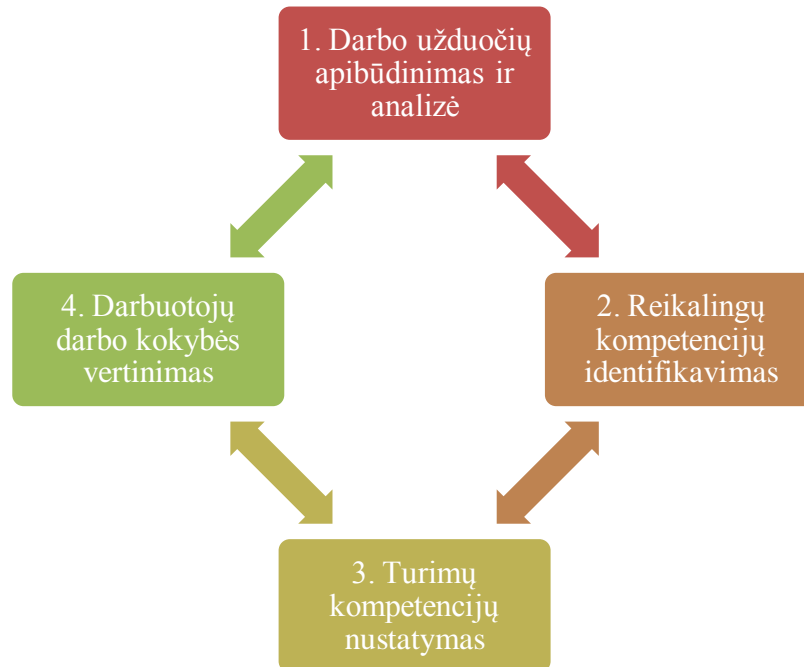 1. Darbo užduočių
apibūdinimas ir
analizė
4. Darbuotojų
darbo kokybės
vertinimas
2. Reikalingų
kompetencijų
identifikavimas
3. Turimų
kompetencijų
nustatymas